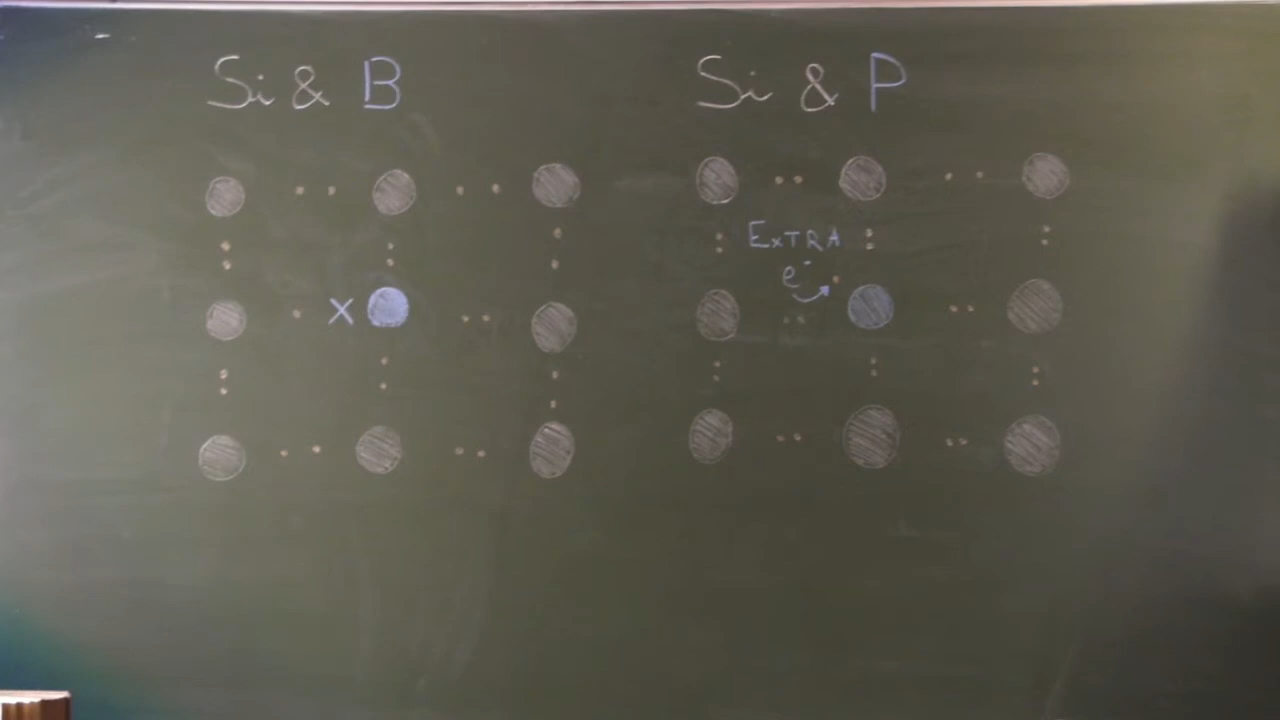 Si & B
Si & P
X
EXTRA
e⁻